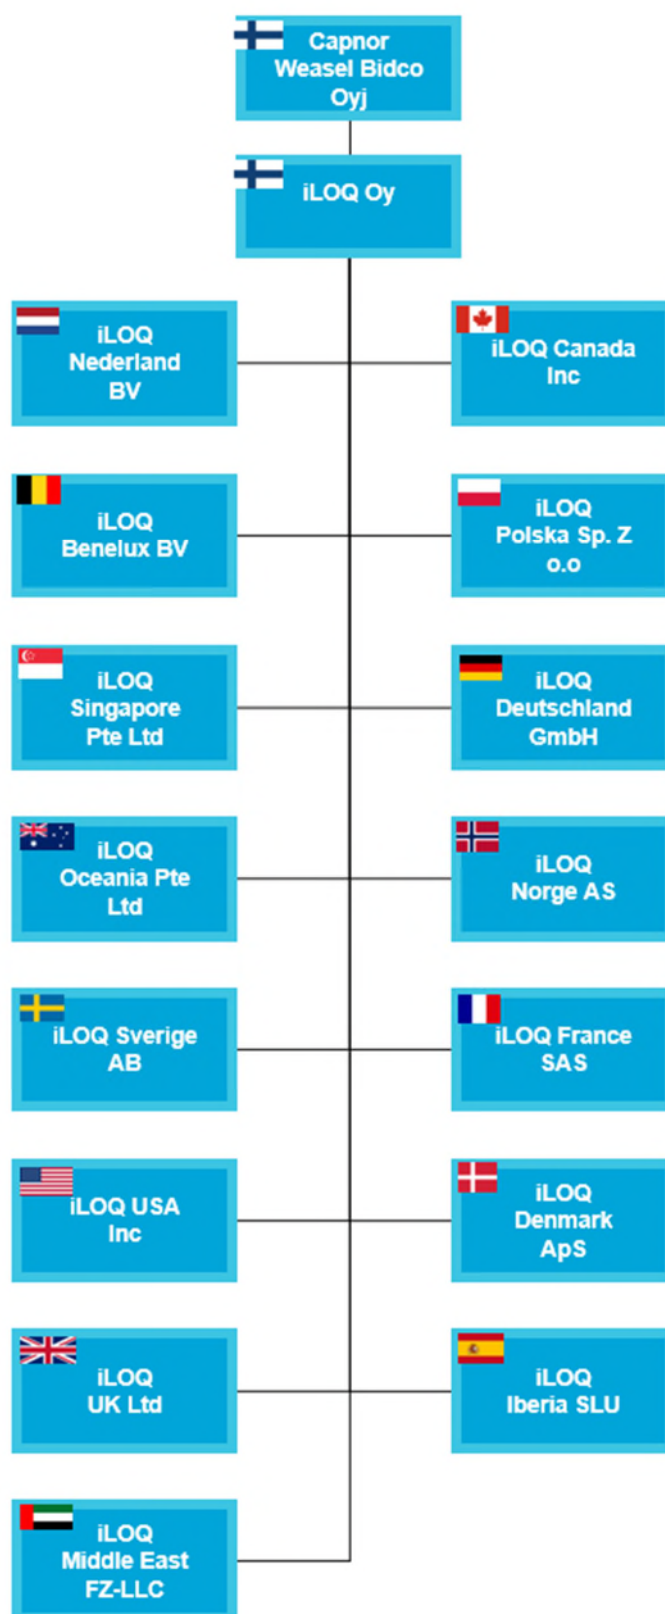 Capnor
Weasel Bidco
Oyj
iLOQ Oy
iLOQ
Nederland
BV
iLOQ Canada
Inc
iLOQ
Benelux BV
iLOQ
Polska Sp. Z
o.o
iLOQ
Singapore
Pte Ltd
iLOQ
Deutschland
GmbH
iLOQ
Oceania Pte
Ltd
iLOQ
Norge AS
iLOQ Sverige
AB
iLOQ France
SAS
iLOQ USA
Inc
iLOQ
Denmark
ApS
iLOQ
UK Ltd
iLOQ
Iberia SLU
iLOQ
Middle East
FZ-LLC